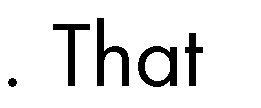 . That